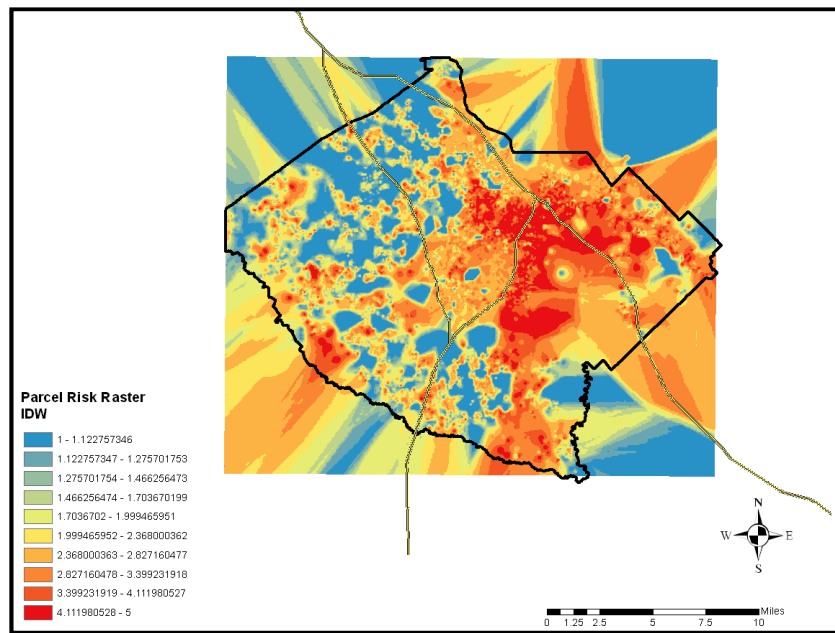 Parcel Risk Raster
IDW
1 - 1.122757346
1.122757347 - 1.275701753
1.275701754 - 1.466256473
1.466256474 - 1.703670199
1.7036702 - 1.999465951
1.999465952 - 2.368000362
2.368000363 - 2.827160477
2.827160478 - 3.399231918
3.399231919 - 4.111980527
4.111980528 - 5
N
W E
S
Miles
0 1.25 2.5 5 7.5 10